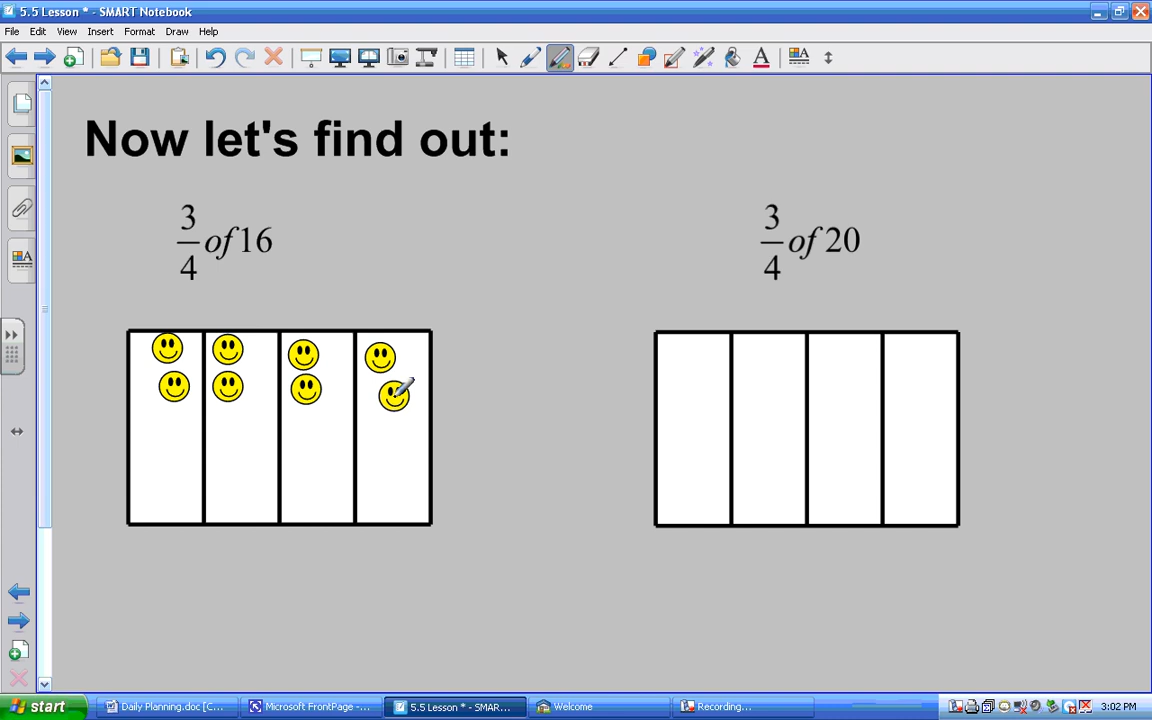 5.5 Lesson * - SMART Notebook
File Edit View Insert Format Draw Help
Now let's find out:
3/4 of 16
3/4 of 20
start
Daily Planning.doc [C...
Microsoft FrontPage -...
5.5 Lesson * - SMAR...
Welcome
Recording...
3:02 PM